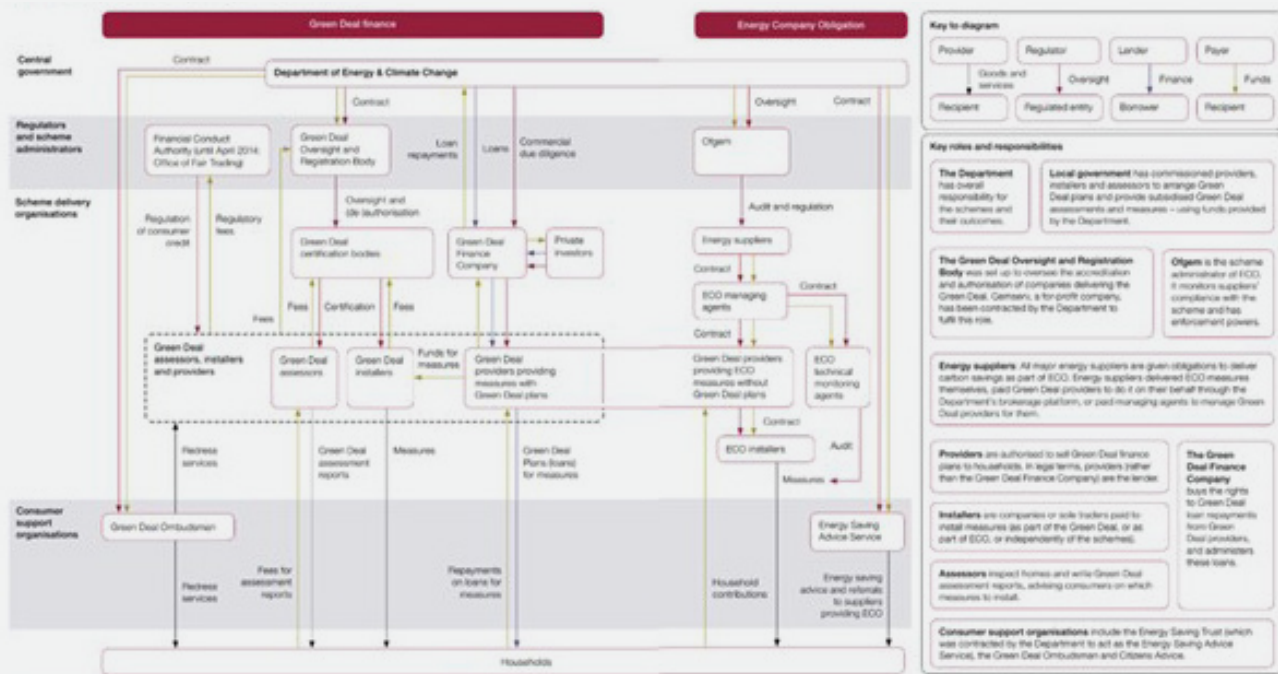 Green Deal finance
Energy Company Obligation
Central
government
Contract
Department of Energy & Climate Change
Contract
Oversight
Contract
Regulators
and scheme
administrators
Financial Conduct
Authority (until April 2014:
Office of Fair Trading)
Green Deal
Oversight and
Registration Body
Loan
repayments
Loans
Commercial
due diligence
Ofgem
Scheme delivery
organisations
Regulation
of consumer
credit
Regulatory
fees
Oversight and
(de-)authorisation
Audit and regulation
Green Deal
certification bodies
Green Deal
Finance
Company
Private
investors
Energy suppliers
Contract
Fees
Fees
Certification
Fees
ECO managing
agents
Contract
Contract
Green Deal
assessors, installers
and providers
Green Deal
assessors
Green Deal
installers
Funds for
measures
Green Deal
providers providing
measures with
Green Deal plans
Green Deal providers
providing ECO
measures without
Green Deal plans
ECO
technical
monitoring
agents
Contract
ECO installers
Redress
services
Green Deal
assessment
reports
Measures
Green Deal
Plans (loans)
for measures
Audit
Measures
Consumer
support
organisations
Green Deal Ombudsman
Energy Saving
Advice Service
Redress
services
Fees for
assessment
reports
Repayments
on loans for
measures
Household
contributions
Energy saving
advice and referrals
to suppliers
providing ECO
Households
Key to diagram
Provider
Regulator
Lender
Payer
Goods and
services
Oversight
Finance
Funds
Recipient
Regulated entity
Borrower
Recipient
Key roles and responsibilities
The Department
has overall
responsibility for
the schemes and
their outcomes.
Local government has commissioned providers,
installers and assessors to arrange Green
Deal plans and provide subsidised Green Deal
assessments and measures – using funds provided
by the Department.
The Green Deal Oversight and Registration
Body was set up to oversee the accreditation
and authorisation of companies delivering the
Green Deal. Gemserv, a for-profit company,
has been contracted by the Department to
fulfil this role.
Ofgem is the scheme
administrator of ECO.
It monitors suppliers'
compliance with the
scheme and has
enforcement powers.
Energy suppliers: All major energy suppliers are given obligations to deliver
carbon savings as part of ECO. Energy suppliers delivered ECO measures
themselves, paid Green Deal providers to do it on their behalf through the
Department's brokerage platform, or paid managing agents to manage Green
Deal providers for them.
Providers are authorised to sell Green Deal finance
plans to households. In legal terms, providers (rather
than the Green Deal Finance Company) are the lender.
Installers are companies or sole traders paid to
install measures (as part of the Green Deal, or as
part of ECO, or independently of the schemes).
Assessors inspect homes and write Green Deal
assessment reports, advising consumers on which
measures to install.
The Green
Deal Finance
Company
buys the rights
to Green Deal
loan repayments
from Green
Deal providers,
and administers
these loans.
Consumer support organisations include the Energy Saving Trust (which
was contracted by the Department to act as the Energy Saving Advice
Service), the Green Deal Ombudsman and Citizens Advice.